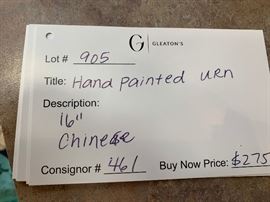 G | GLEATON'S
Lot # 905
Title: Hand Painted urn
Description:
16"
Chinese
Consignor # 461 Buy Now Price: $275